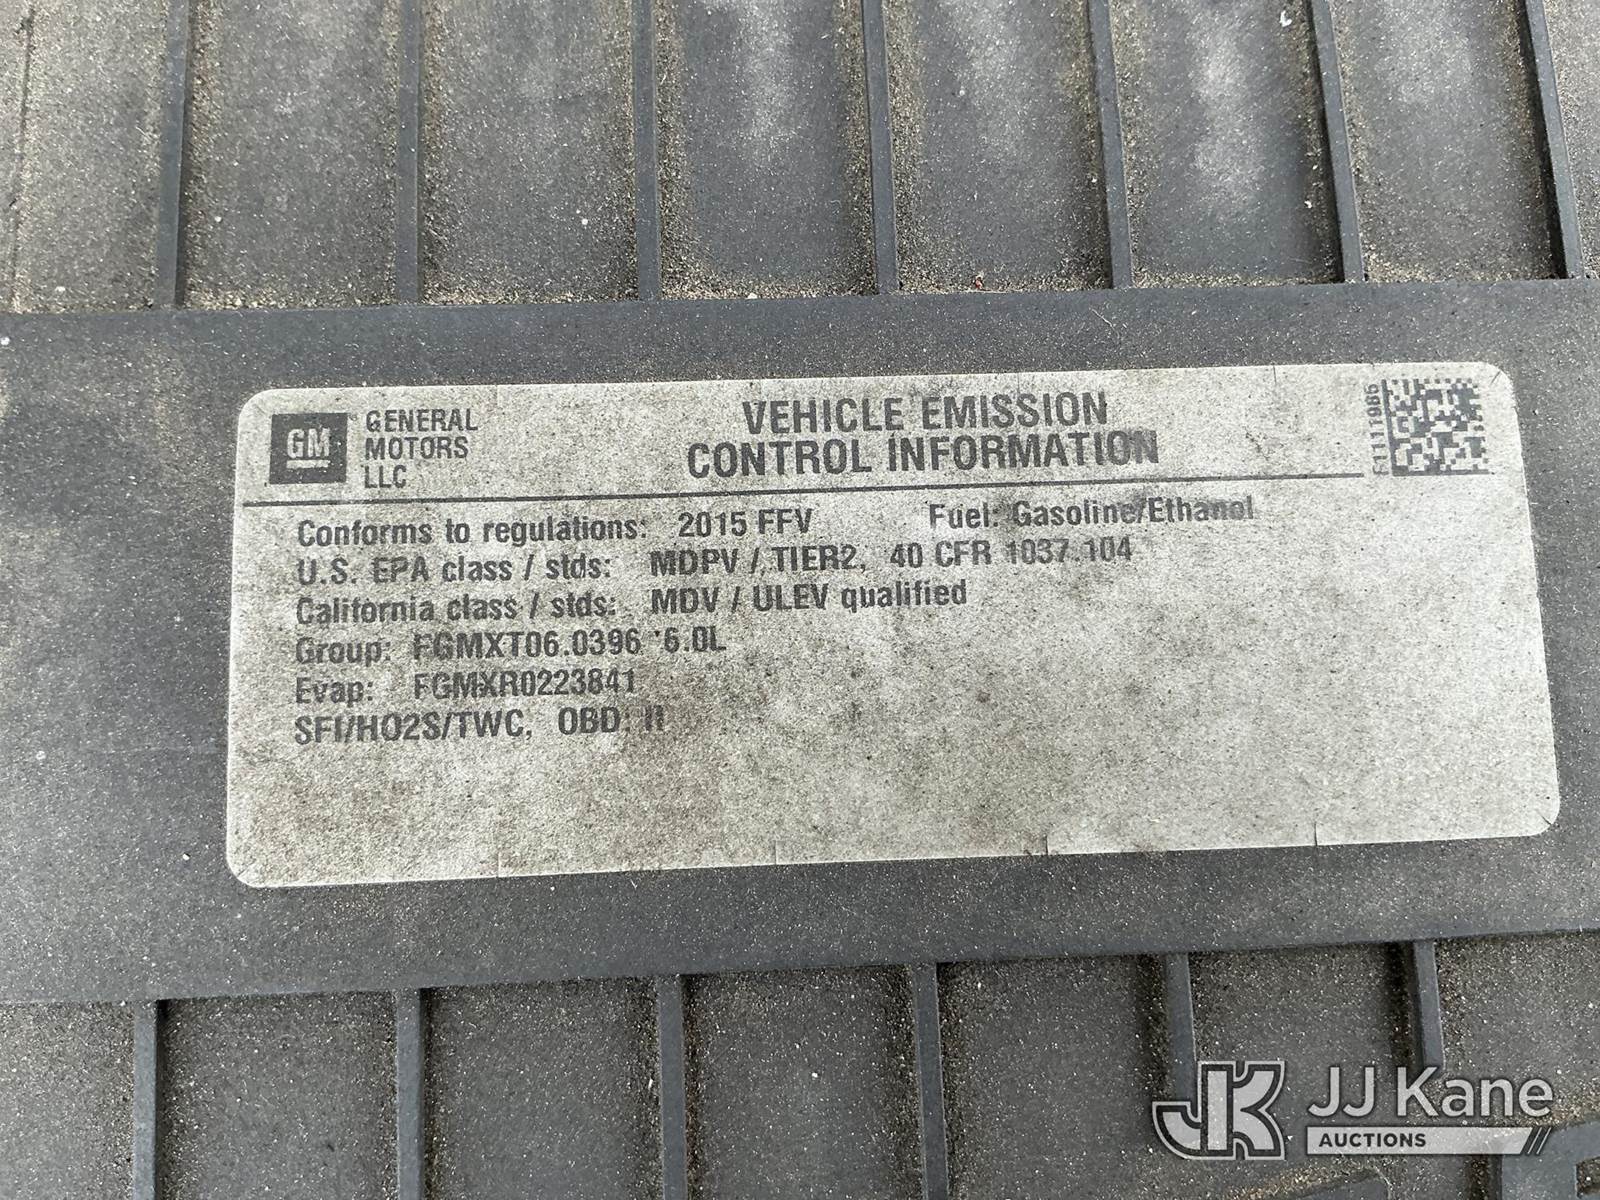 GM GENERAL MOTORS LLC
VEHICLE EMISSION
CONTROL INFORMATION
Conforms to regulations: 2015 FFV Fuel: Gasoline/Ethanol
U.S. EPA class / stds: MDPV / TIER2, 40 CFR 1037.104
California class / stds: MDV / ULEV qualified
Group: FGMXT06.0396 6.0L
Evap: FGMXR0223841
SFI/HO2S/TWC, OBD: II
JK JJ Kane
AUCTIONS